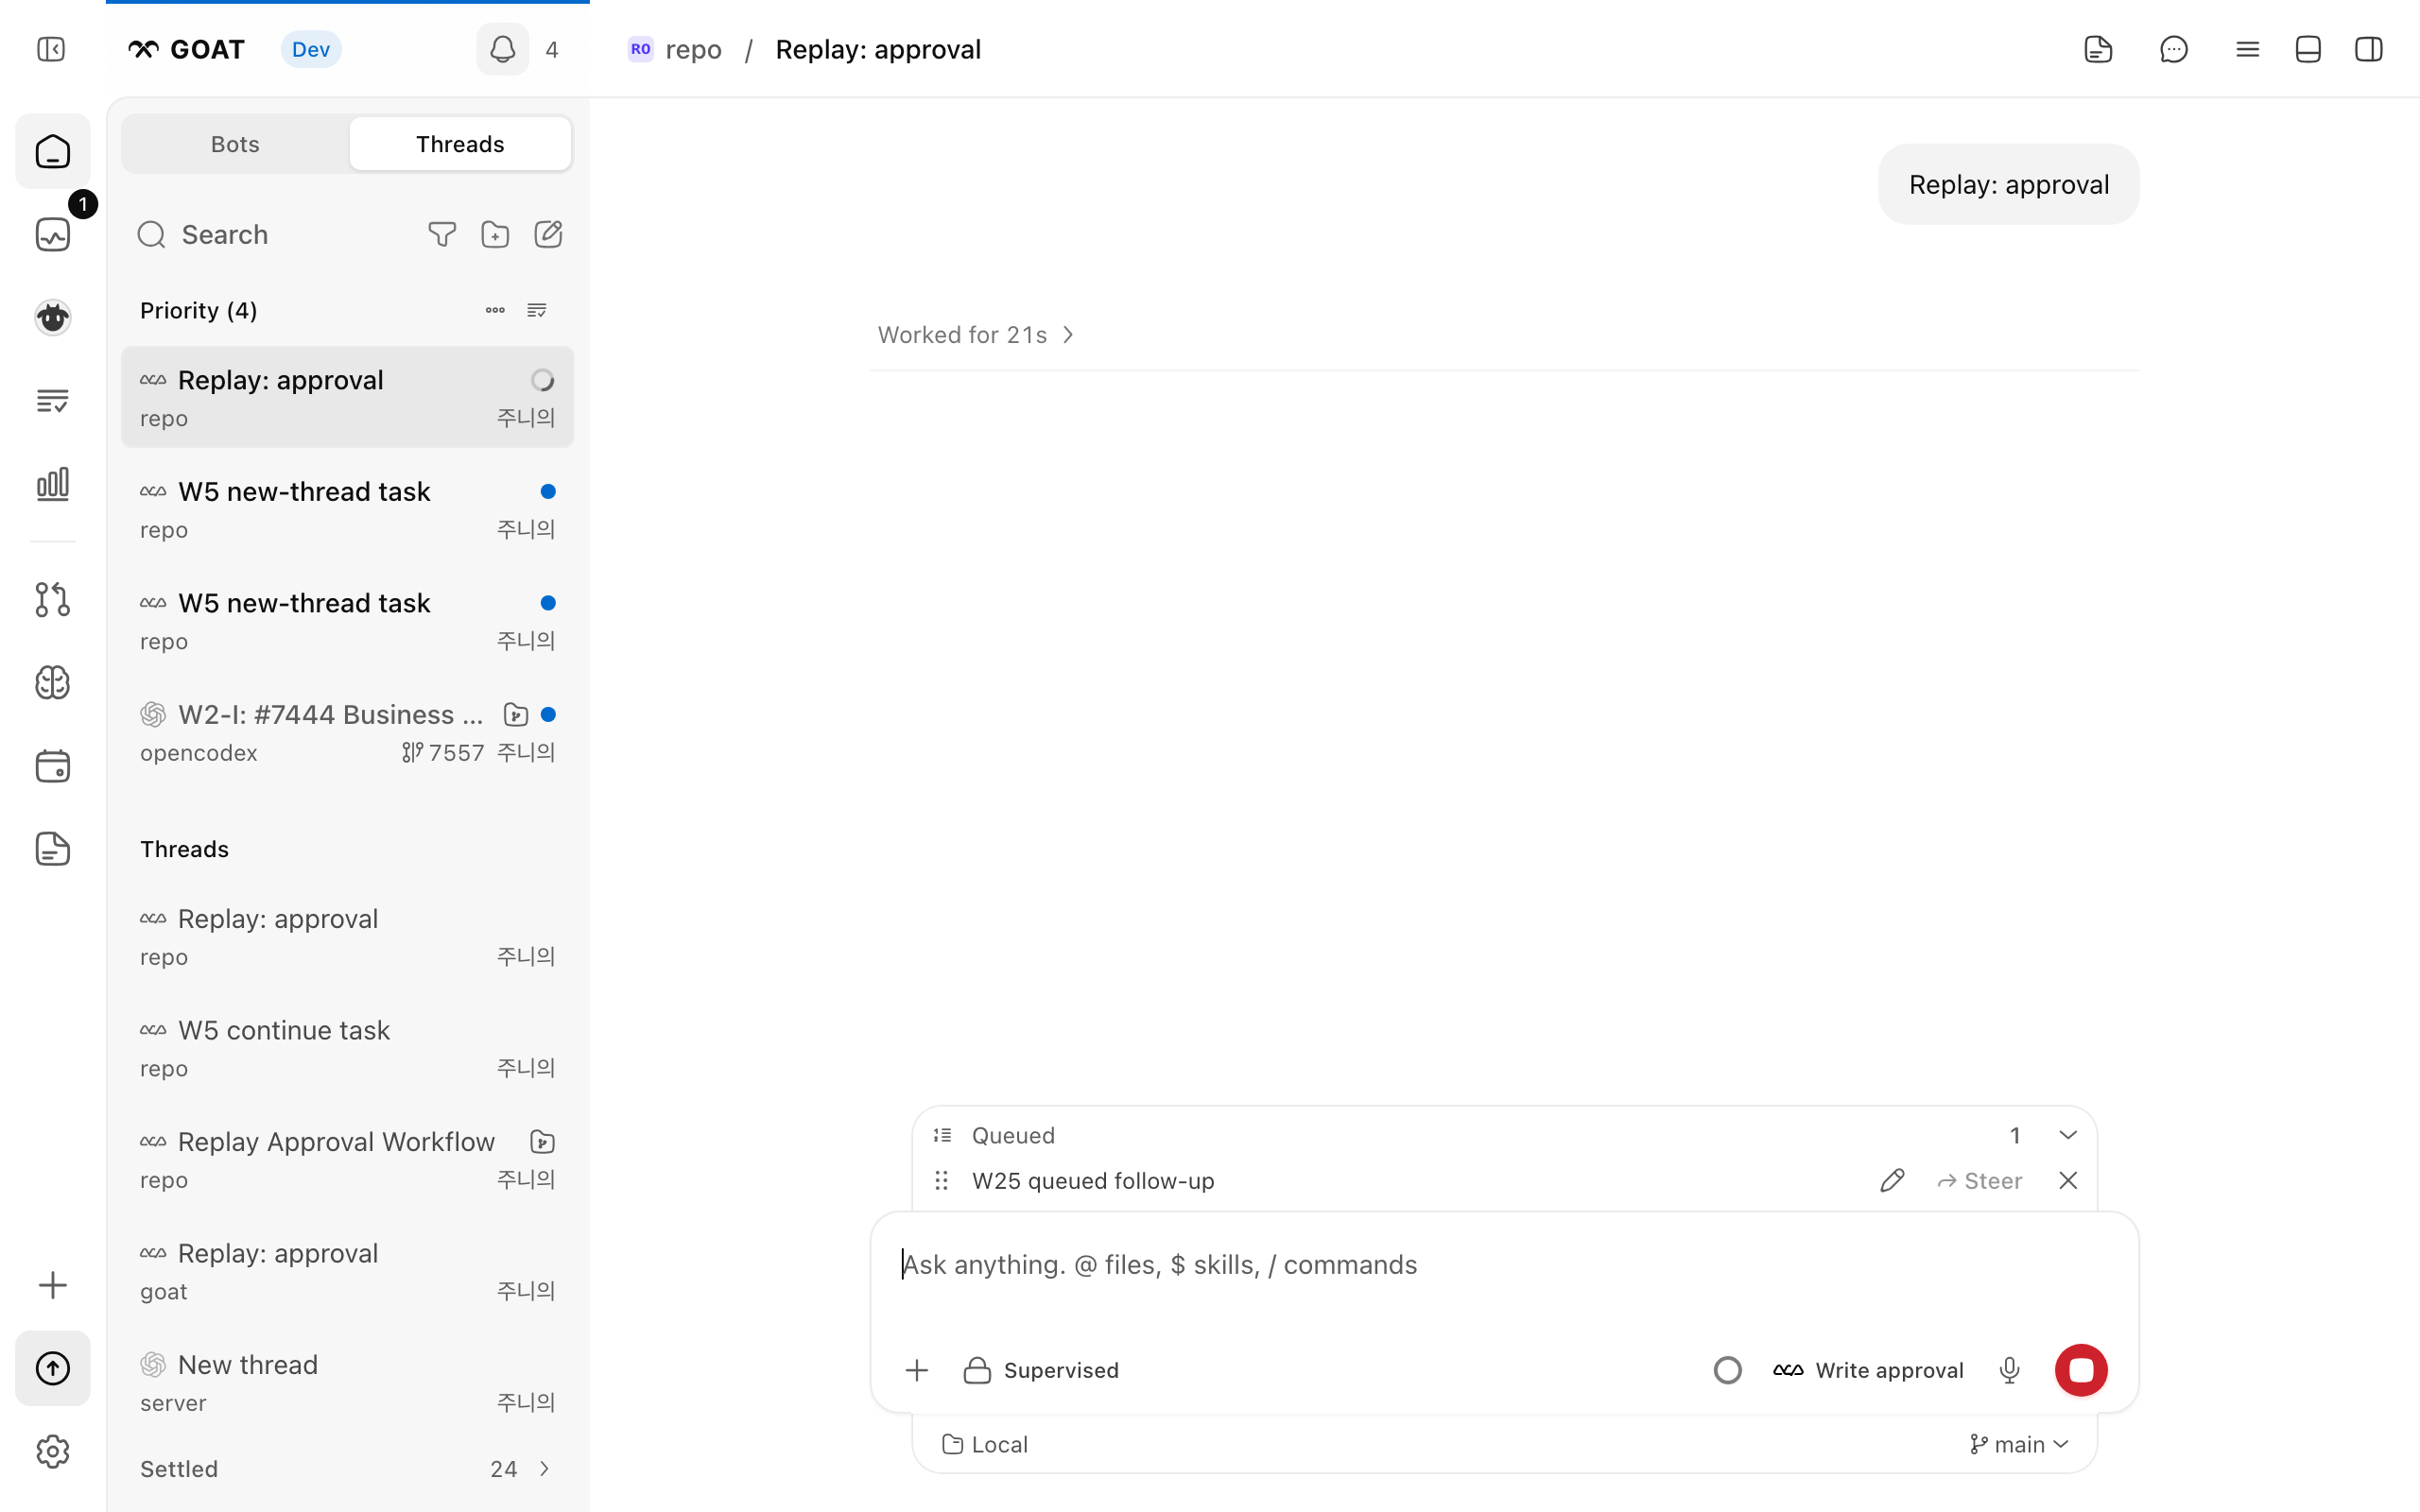 GOAT Dev 4
RO repo / Replay: approval
Bots Threads
1
Search
Priority (4)
Replay: approval
repo 주니의
W5 new-thread task
repo 주니의
W5 new-thread task
repo 주니의
W2-I: #7444 Business ...
opencodex 7557 주니의
Threads
Replay: approval
repo 주니의
W5 continue task
repo 주니의
Replay Approval Workflow
repo 주니의
Replay: approval
goat 주니의
New thread
server 주니의
Settled 24
Replay: approval
Worked for 21s
Queued 1
W25 queued follow-up Steer
Ask anything. @ files, $ skills, / commands
Supervised Write approval
Local main